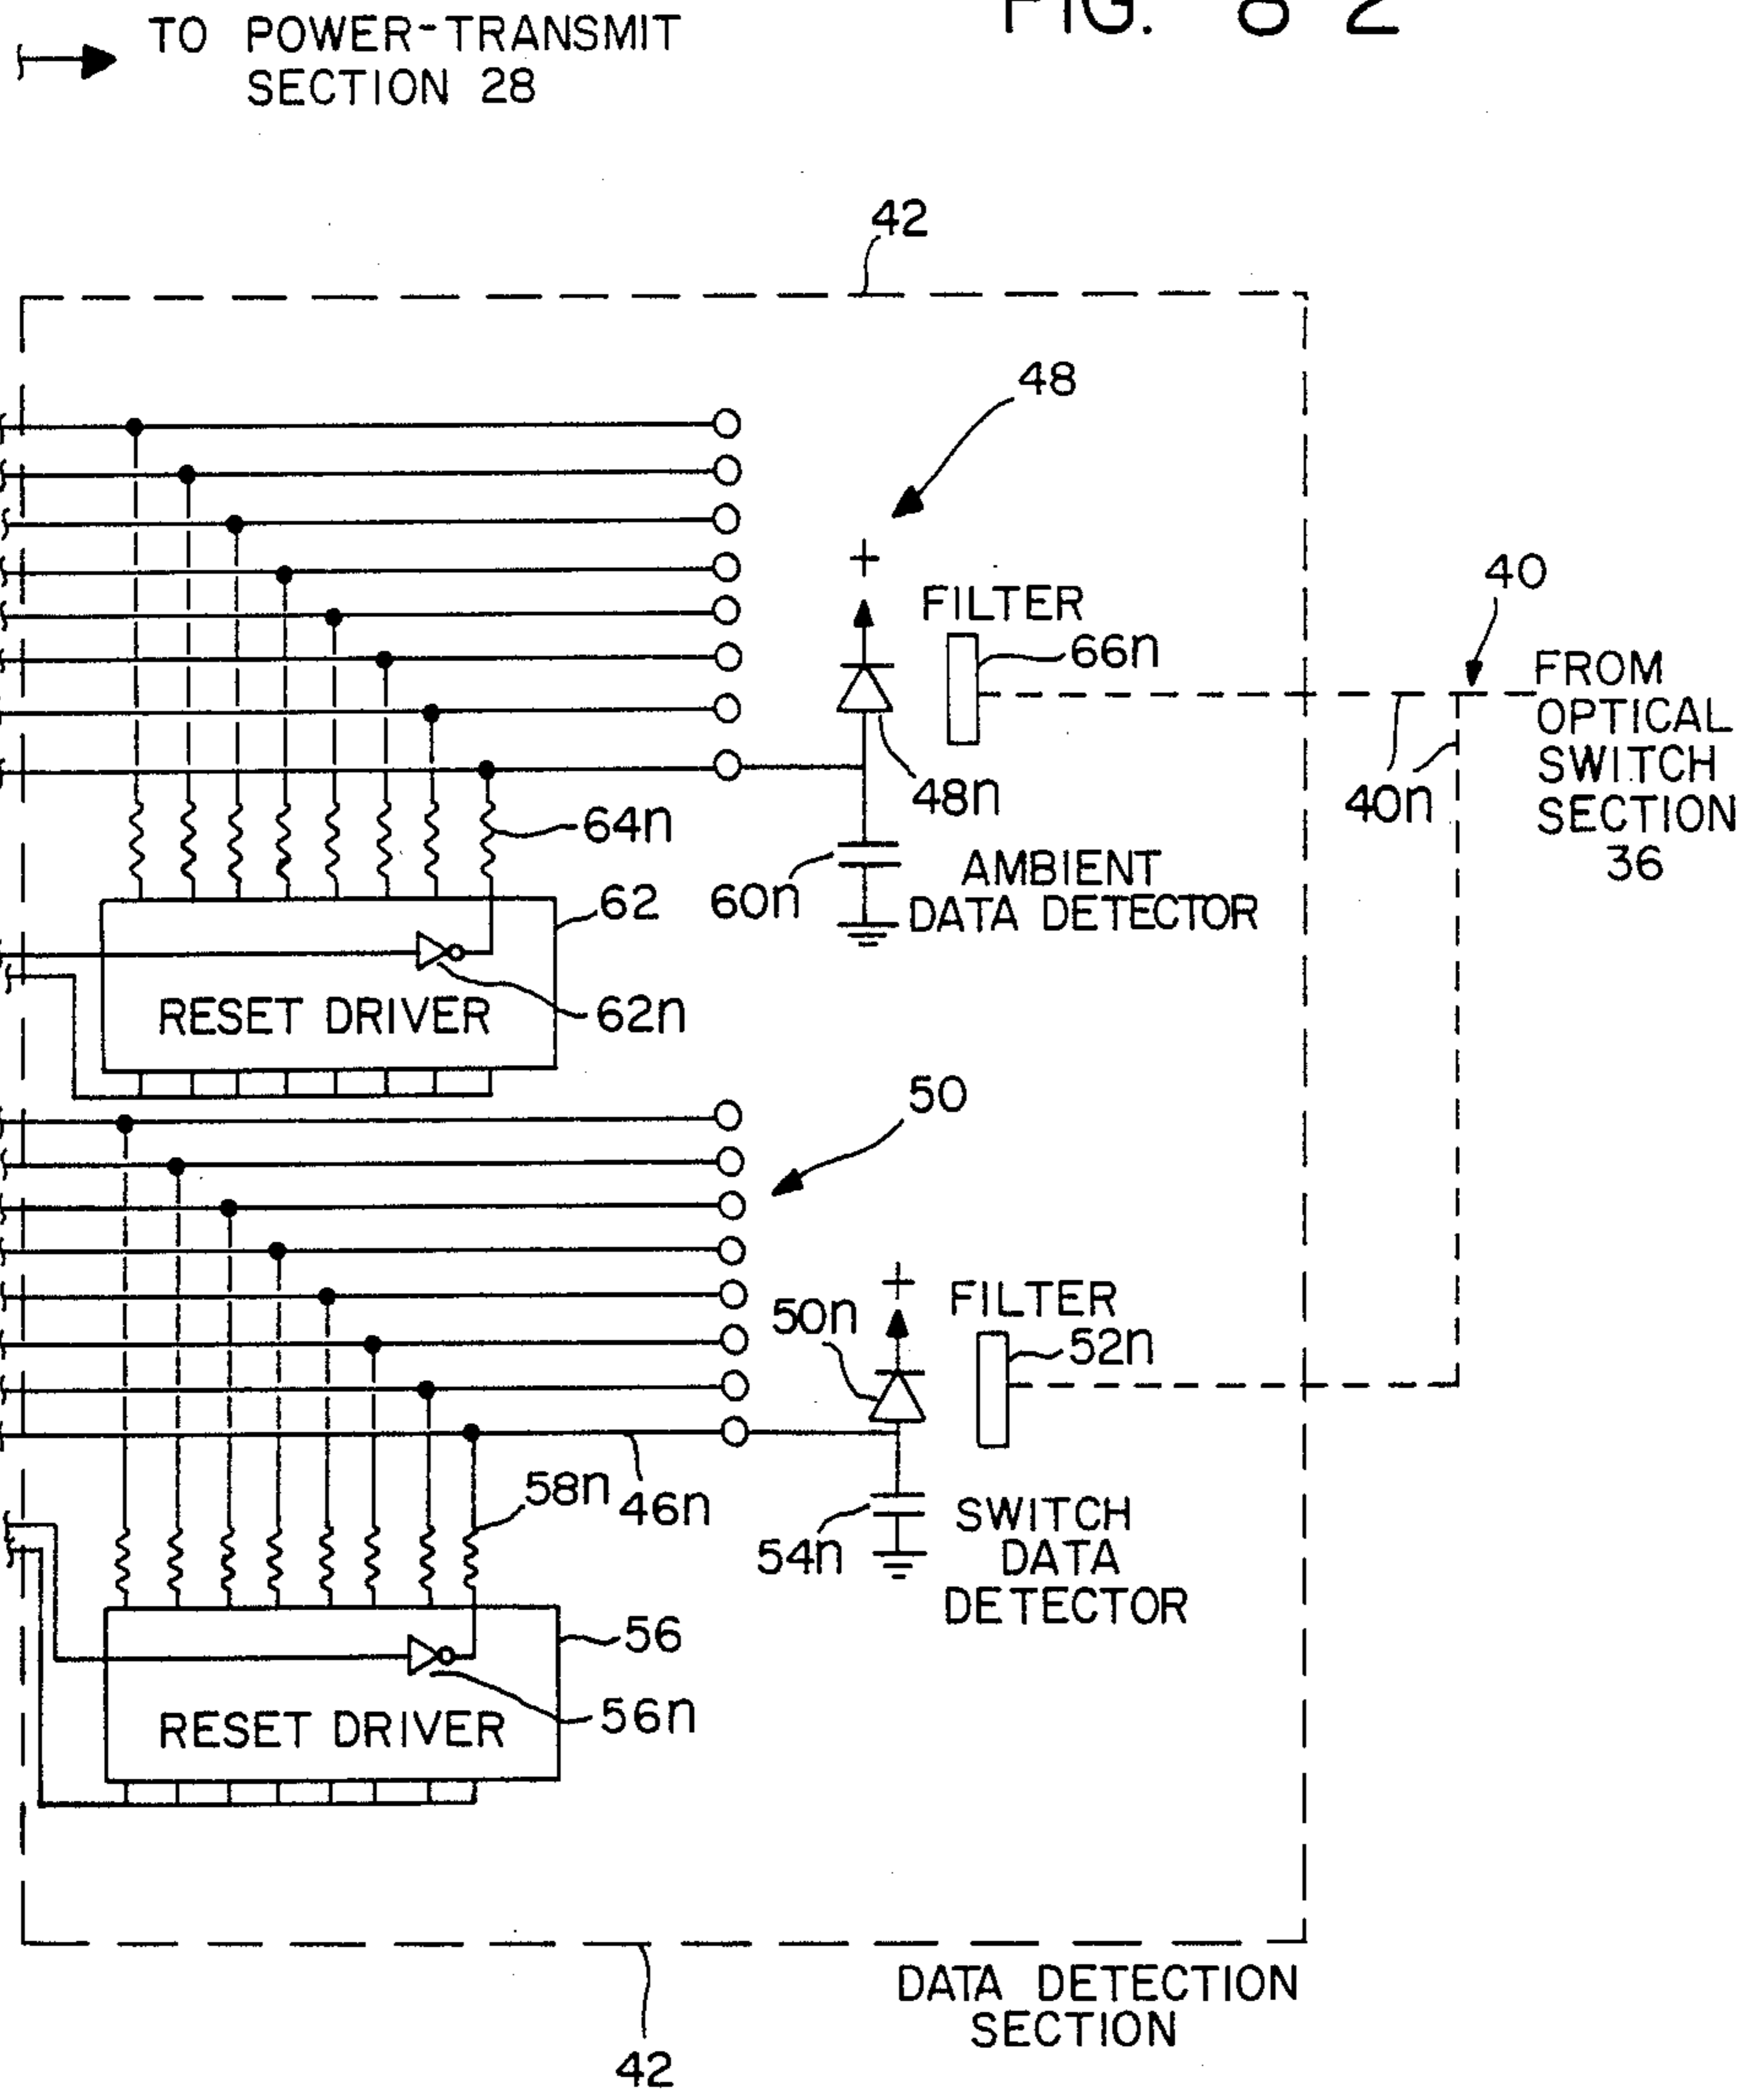 FIG. 8 2
TO POWER-TRANSMIT
SECTION 28
42
48
40
FILTER
66n
FROM
OPTICAL
SWITCH
SECTION
36
40n
48n
64n
60n
AMBIENT
DATA DETECTOR
62
RESET DRIVER
62n
50
FILTER
50n
52n
58n
46n
54n
SWITCH
DATA
DETECTOR
56
RESET DRIVER
56n
DATA DETECTION
SECTION
42